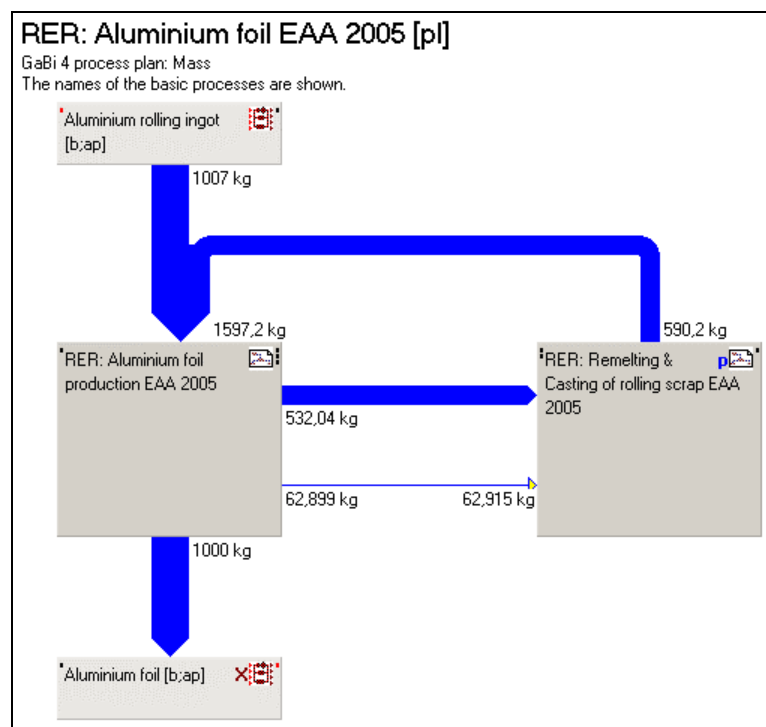 RER: Aluminium foil EAA 2005 [pl]
GaBi 4 process plan: Mass
The names of the basic processes are shown.
Aluminium rolling ingot
[b;ap]
1007 kg
1597,2 kg
590,2 kg
RER: Aluminium foil
production EAA 2005
RER: Remelting &
Casting of rolling scrap EAA
2005
p
532,04 kg
62,899 kg
62,915 kg
1000 kg
Aluminium foil [b;ap]
X